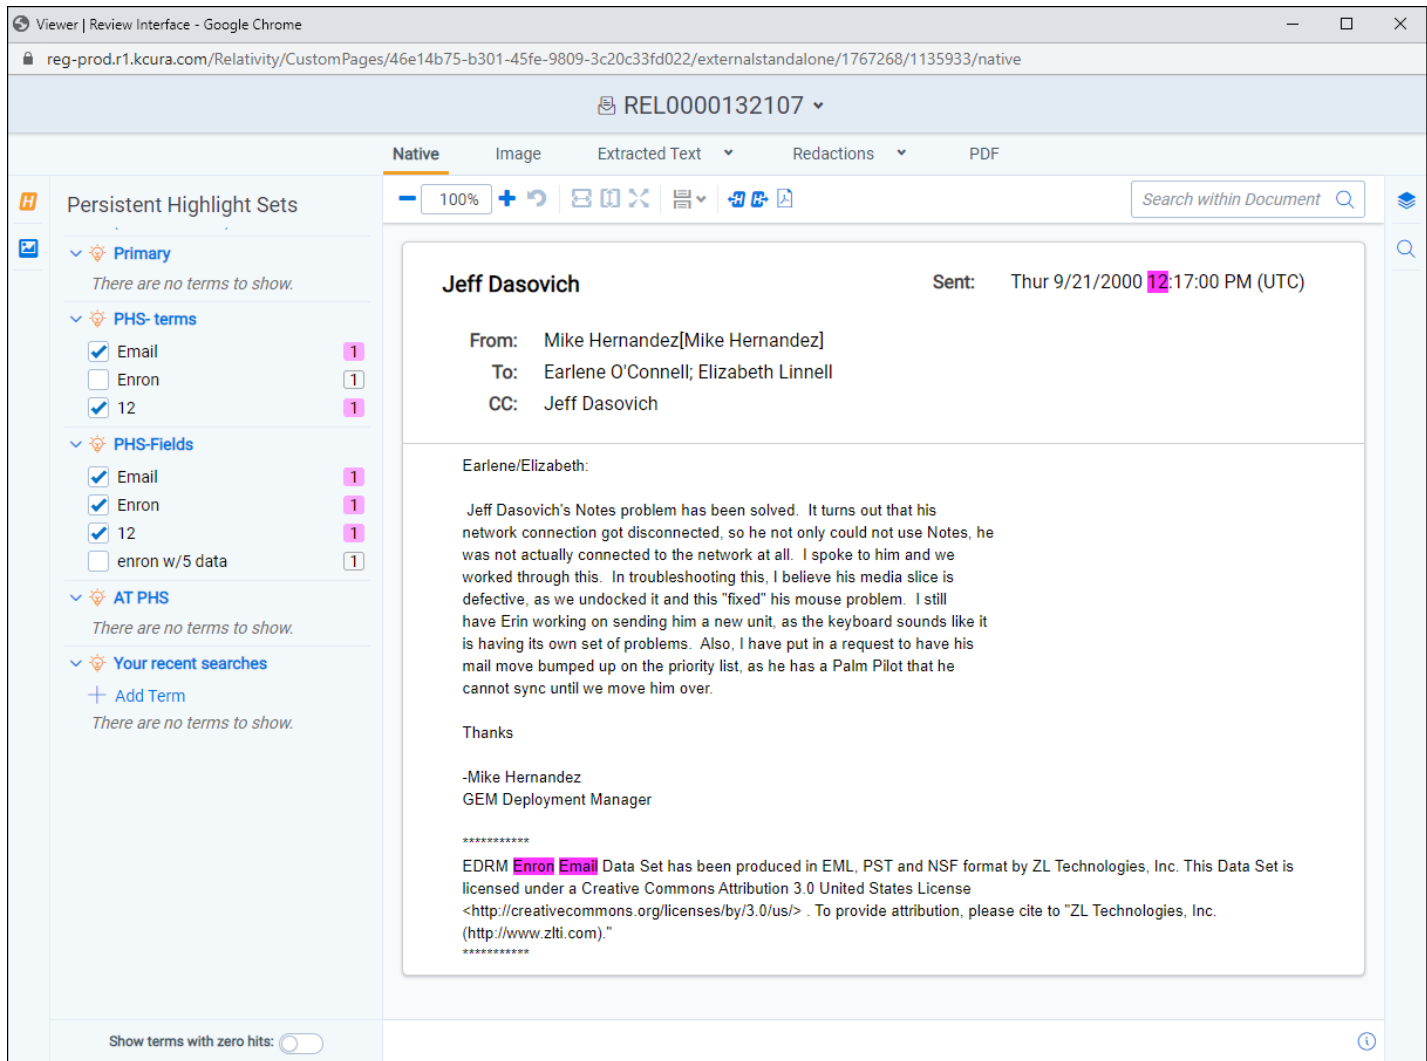 Viewer | Review Interface - Google Chrome
reg-prod.r1.kcura.com/Relativity/CustomPages/46e14b75-b301-45fe-9809-3c20c33fd022/externalstandalone/1767268/1135933/native
REL0000132107
Native Image Extracted Text Redactions PDF
Persistent Highlight Sets
Primary
There are no terms to show.
PHS- terms
Email 1
Enron 1
12 1
PHS-Fields
Email 1
Enron 1
12 1
enron w/5 data 1
AT PHS
There are no terms to show.
Your recent searches
Add Term
There are no terms to show.
Show terms with zero hits:
100%
Search within Document
Jeff Dasovich
Sent: Thur 9/21/2000 12:17:00 PM (UTC)
From: Mike Hernandez[Mike Hernandez]
To: Earlene O'Connell; Elizabeth Linnell
CC: Jeff Dasovich
Earlene/Elizabeth:
Jeff Dasovich's Notes problem has been solved.  It turns out that his
network connection got disconnected, so he not only could not use Notes, he
was not actually connected to the network at all.  I spoke to him and we
worked through this.  In troubleshooting this, I believe his media slice is
defective, as we undocked it and this "fixed" his mouse problem.  I still
have Erin working on sending him a new unit, as the keyboard sounds like it
is having its own set of problems.  Also, I have put in a request to have his
mail move bumped up on the priority list, as he has a Palm Pilot that he
cannot sync until we move him over.
Thanks
-Mike Hernandez
GEM Deployment Manager
***********
EDRM Enron Email Data Set has been produced in EML, PST and NSF format by ZL Technologies, Inc. This Data Set is
licensed under a Creative Commons Attribution 3.0 United States License
<http://creativecommons.org/licenses/by/3.0/us/> . To provide attribution, please cite to "ZL Technologies, Inc.
(http://www.zlti.com)."
***********